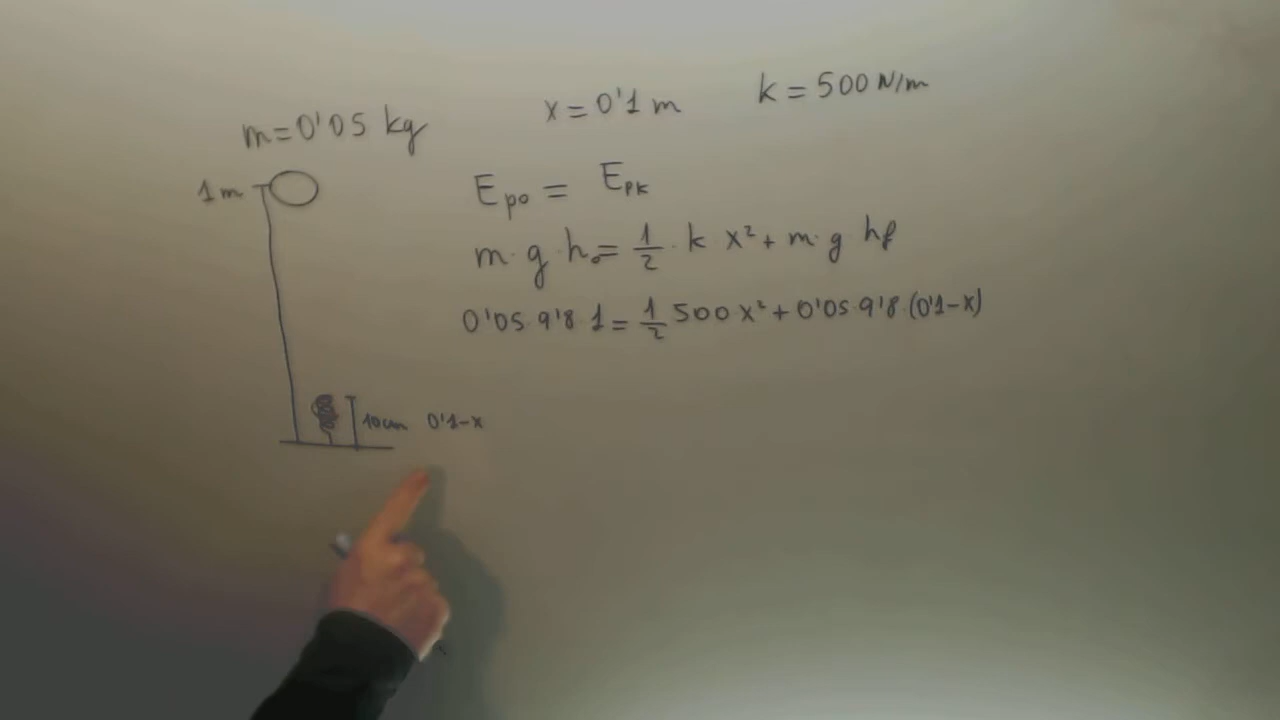 m=0'05 kg x=0'1 m k=500 N/m
1m
Epo = Epk
m·g·ho= 1/2·k x²+m·g hf
0'05·9'8 1= 1/2 500 x²+0'05·9'8·(0'1-x)
10cm 0'1-x